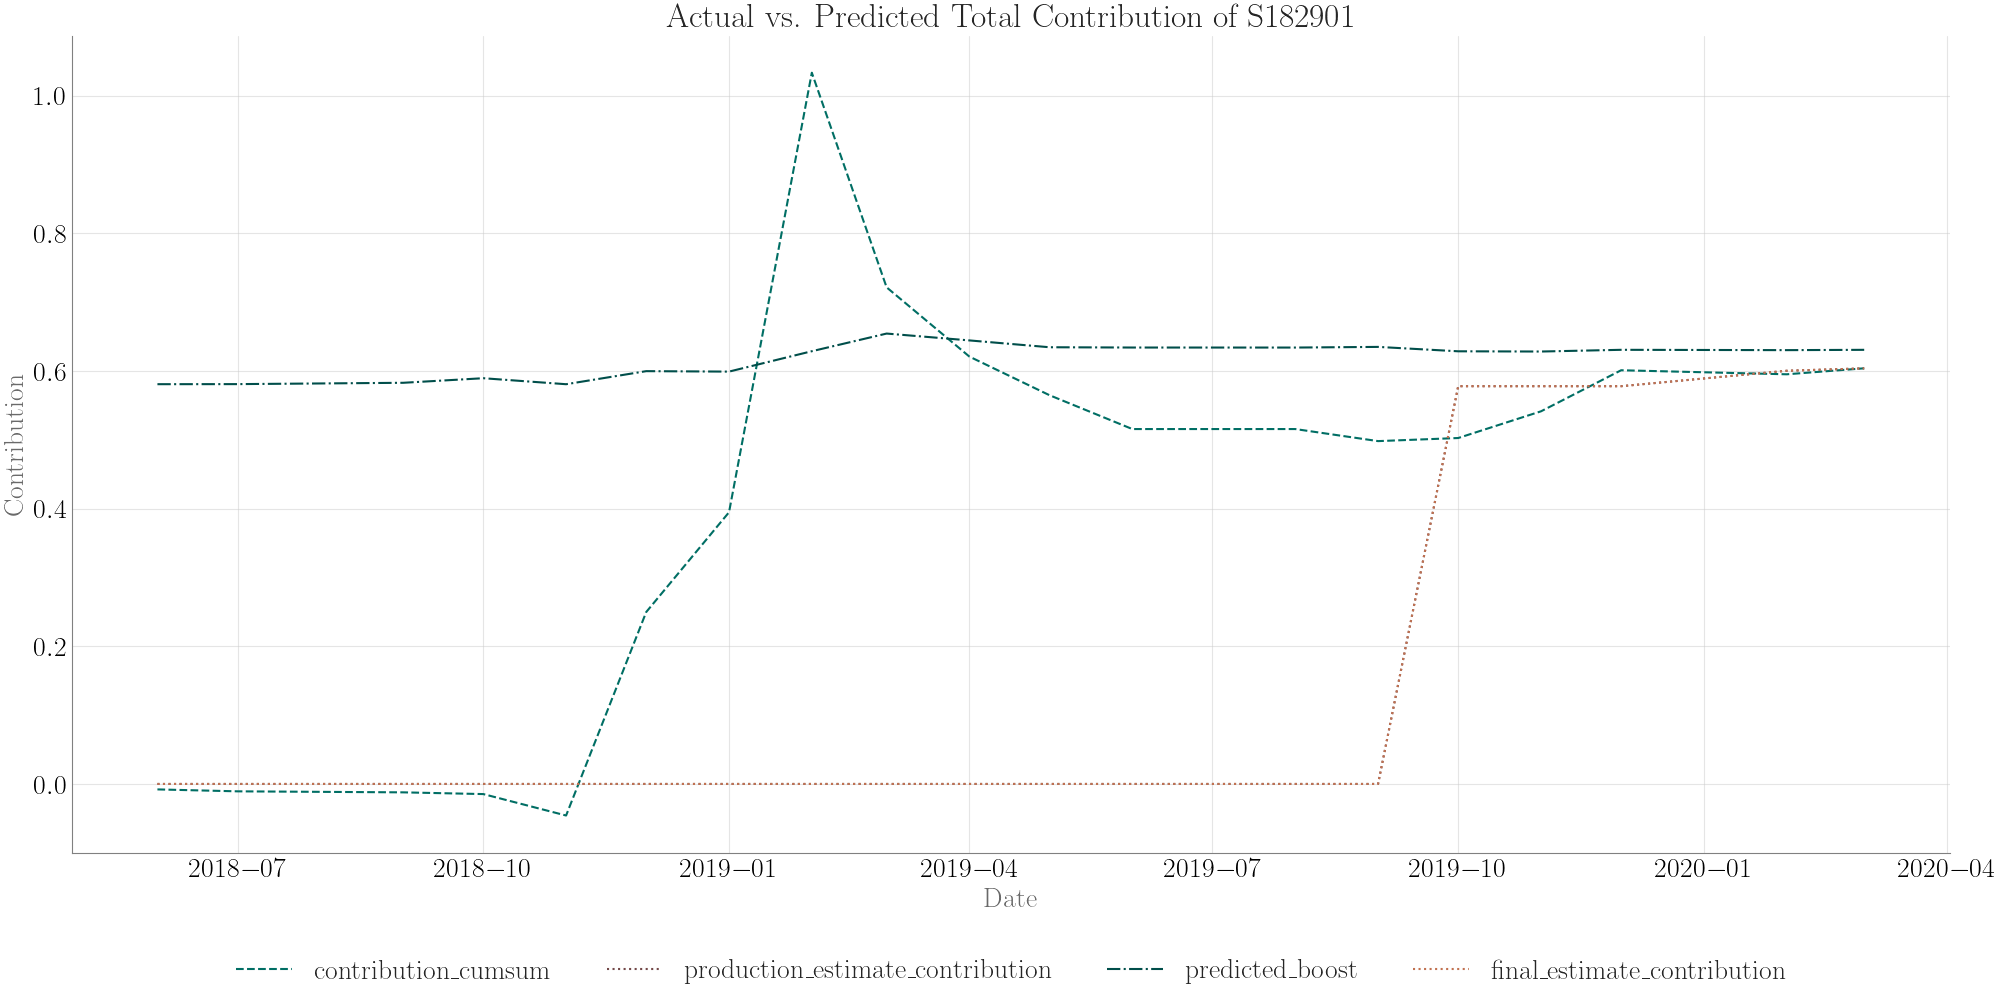 Actual vs. Predicted Total Contribution of S182901
Contribution
1.0
0.8
0.6
0.4
0.2
0.0
2018−07 2018−10 2019−01 2019−04 2019−07 2019−10 2020−01 2020−04
Date
contribution_cumsum production_estimate_contribution predicted_boost final_estimate_contribution